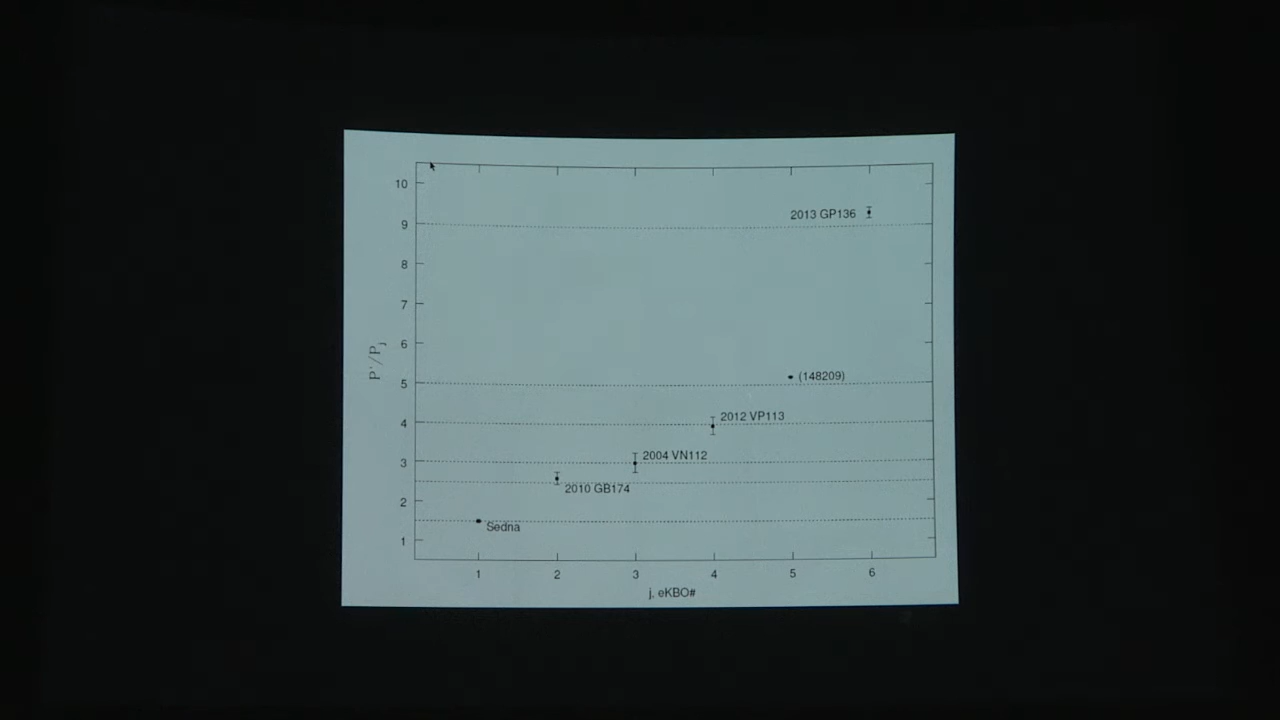 10
2013 GP136
9
8
7
6
P'/Pj
(148209)
5
2012 VP113
4
2004 VN112
3
2010 GB174
2
Sedna
1
1 2 3 4 5 6
j, eKBO#